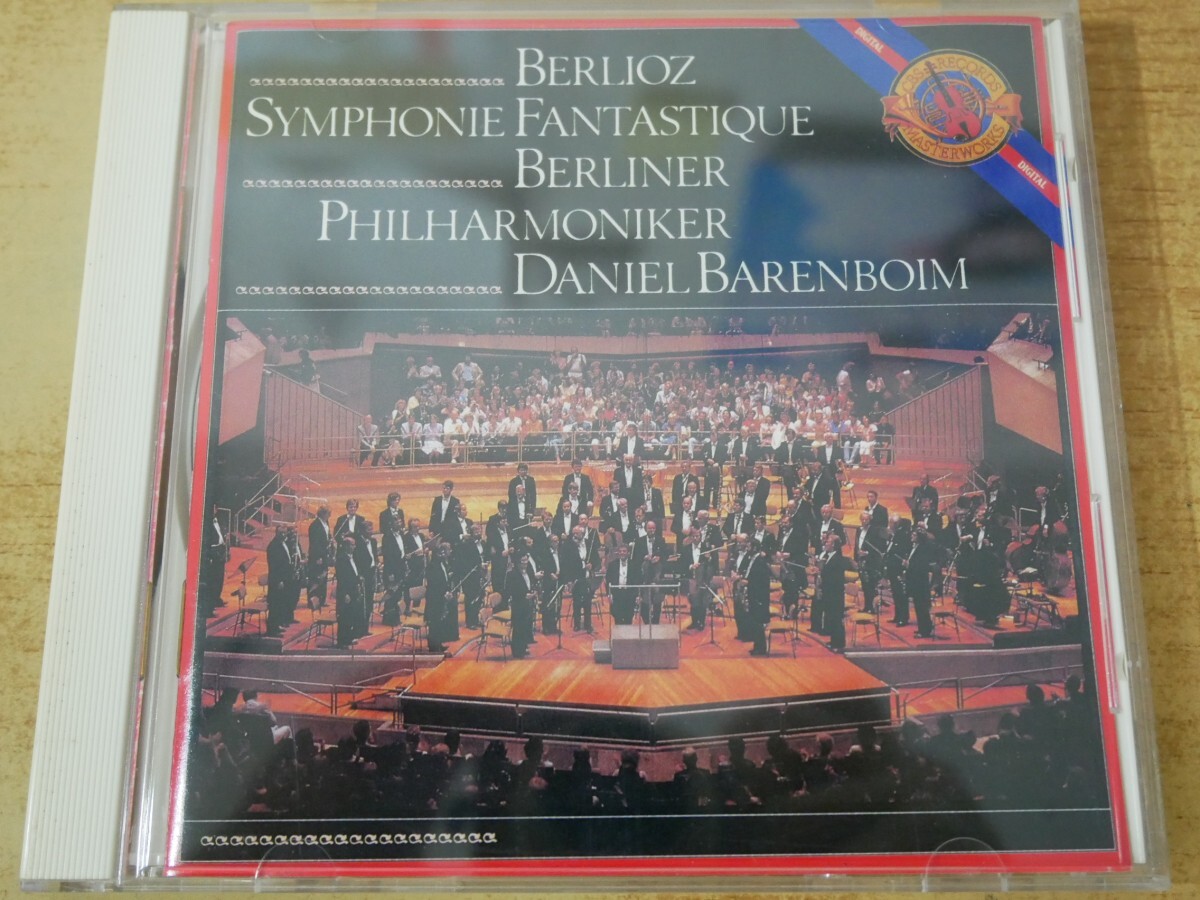 BERLIOZ
SYMPHONIE FANTASTIQUE
BERLINER
PHILHARMONIKER
DANIEL BARENBOIM
DIGITAL
CBS RECORDS
MASTERWORKS
DIGITAL